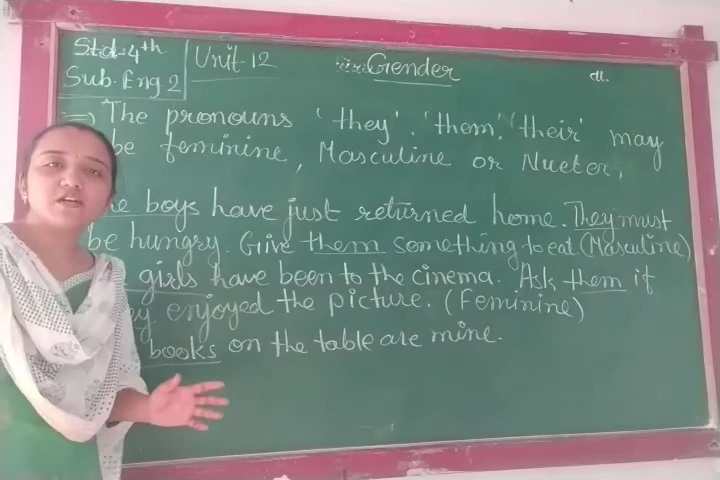 Std-4th
Sub. Eng 2
Unit-12
Gender
⇒ The pronouns 'they'. 'them,' 'their' may
be feminine, Masculine or Nueter,
boys have just returned home. They must
be hungry. Give them something to eat (Masculine)
girls have been to the cinema. Ask them if
enjoyed the picture. (Feminine)
books on the table are mine.